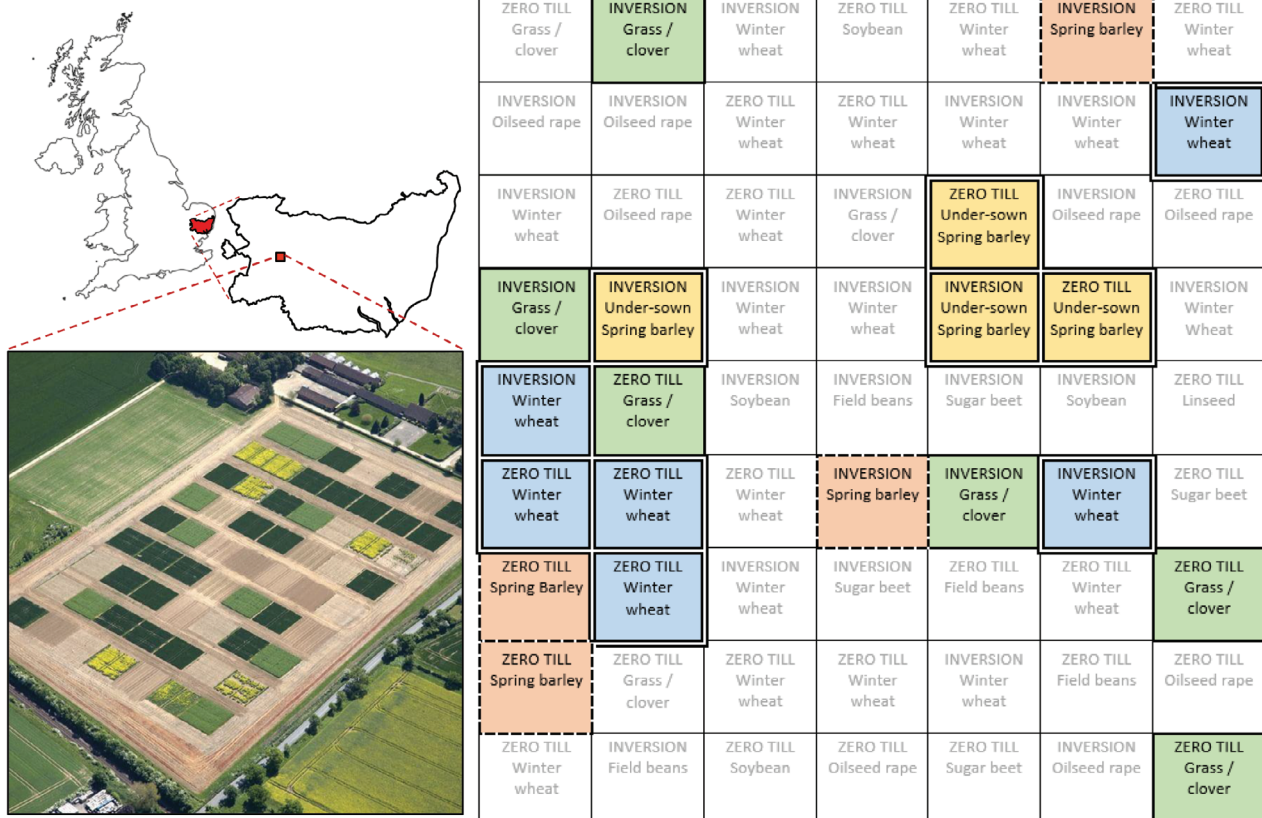 ZERO TILL
Grass /
clover
INVERSION
Grass /
clover
INVERSION
Winter
wheat
ZERO TILL
Soybean
ZERO TILL
Winter
wheat
INVERSION
Spring barley
ZERO TILL
Winter
wheat
INVERSION
Oilseed rape
INVERSION
Oilseed rape
ZERO TILL
Winter
wheat
ZERO TILL
Winter
wheat
INVERSION
Winter
wheat
INVERSION
Winter
wheat
INVERSION
Winter
wheat
INVERSION
Winter
wheat
ZERO TILL
Oilseed rape
ZERO TILL
Winter
wheat
INVERSION
Grass /
clover
ZERO TILL
Under-sown
Spring barley
INVERSION
Oilseed rape
ZERO TILL
Oilseed rape
INVERSION
Grass /
clover
INVERSION
Under-sown
Spring barley
INVERSION
Winter
wheat
INVERSION
Winter
wheat
INVERSION
Under-sown
Spring barley
ZERO TILL
Under-sown
Spring barley
INVERSION
Winter
Wheat
INVERSION
Winter
wheat
ZERO TILL
Grass /
clover
INVERSION
Soybean
INVERSION
Field beans
INVERSION
Sugar beet
INVERSION
Soybean
ZERO TILL
Linseed
ZERO TILL
Winter
wheat
ZERO TILL
Winter
wheat
ZERO TILL
Winter
wheat
INVERSION
Spring barley
INVERSION
Grass /
clover
INVERSION
Winter
wheat
ZERO TILL
Sugar beet
ZERO TILL
Spring Barley
ZERO TILL
Winter
wheat
INVERSION
Winter
wheat
INVERSION
Sugar beet
ZERO TILL
Field beans
ZERO TILL
Winter
wheat
ZERO TILL
Grass /
clover
ZERO TILL
Spring barley
ZERO TILL
Grass /
clover
ZERO TILL
Winter
wheat
ZERO TILL
Winter
wheat
INVERSION
Winter
wheat
ZERO TILL
Field beans
ZERO TILL
Oilseed rape
ZERO TILL
Winter
wheat
INVERSION
Field beans
ZERO TILL
Soybean
ZERO TILL
Oilseed rape
ZERO TILL
Sugar beet
INVERSION
Oilseed rape
ZERO TILL
Grass /
clover